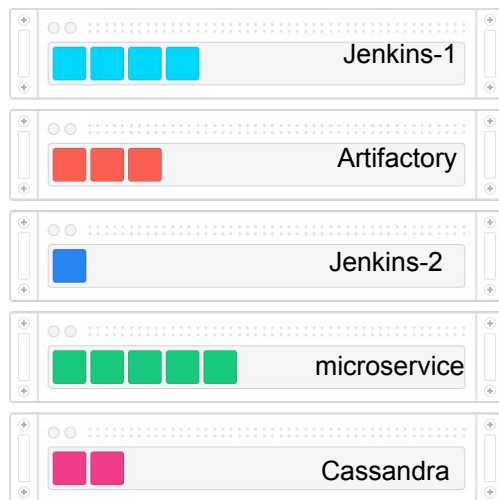 Jenkins-1
Artifactory
Jenkins-2
microservice
Cassandra